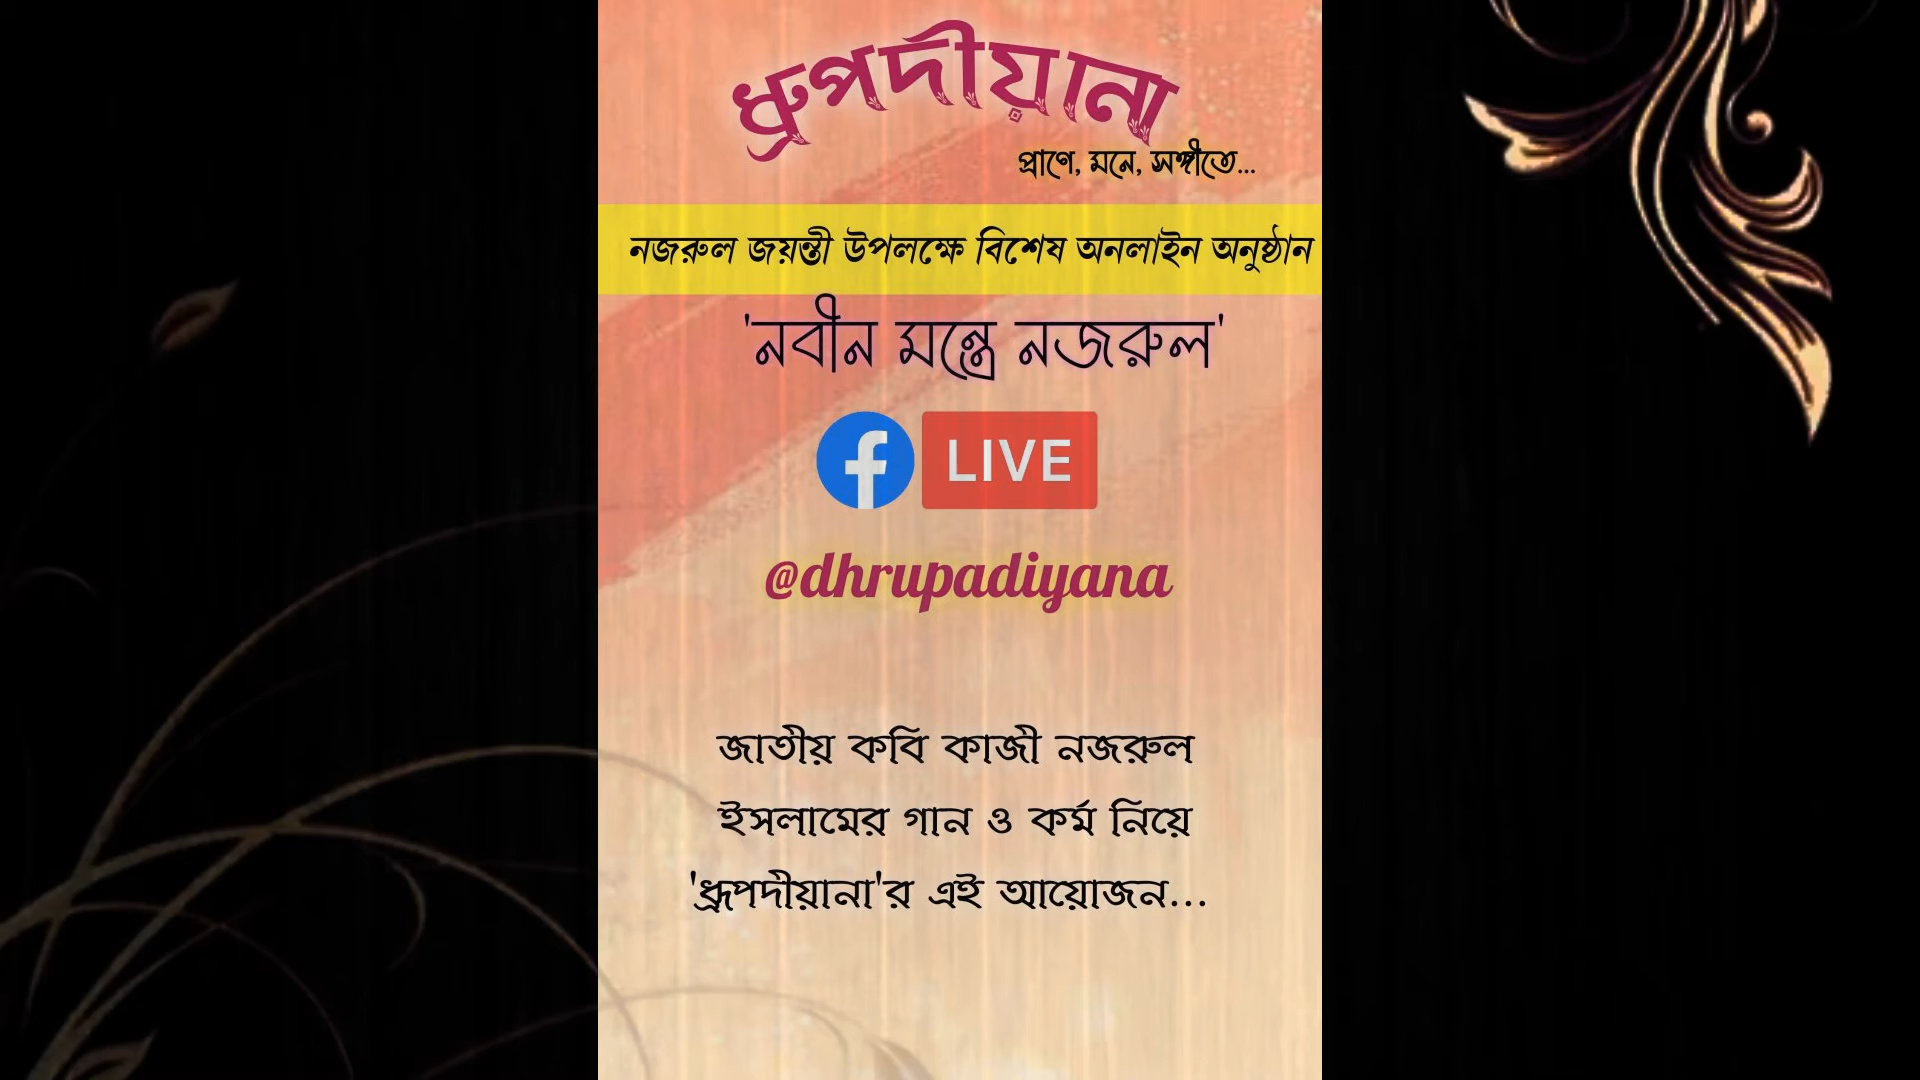 ধ্রুপদীয়ানা
প্রাণে, মনে, সঙ্গীতে...
নজরুল জয়ন্তী উপলক্ষে বিশেষ অনলাইন অনুষ্ঠান
'নবীন মন্ত্রে নজরুল'
f LIVE
@dhrupadiyana
জাতীয় কবি কাজী নজরুল
ইসলামের গান ও কর্ম নিয়ে
'ধ্রূপদীয়ানা'র এই আয়োজন...